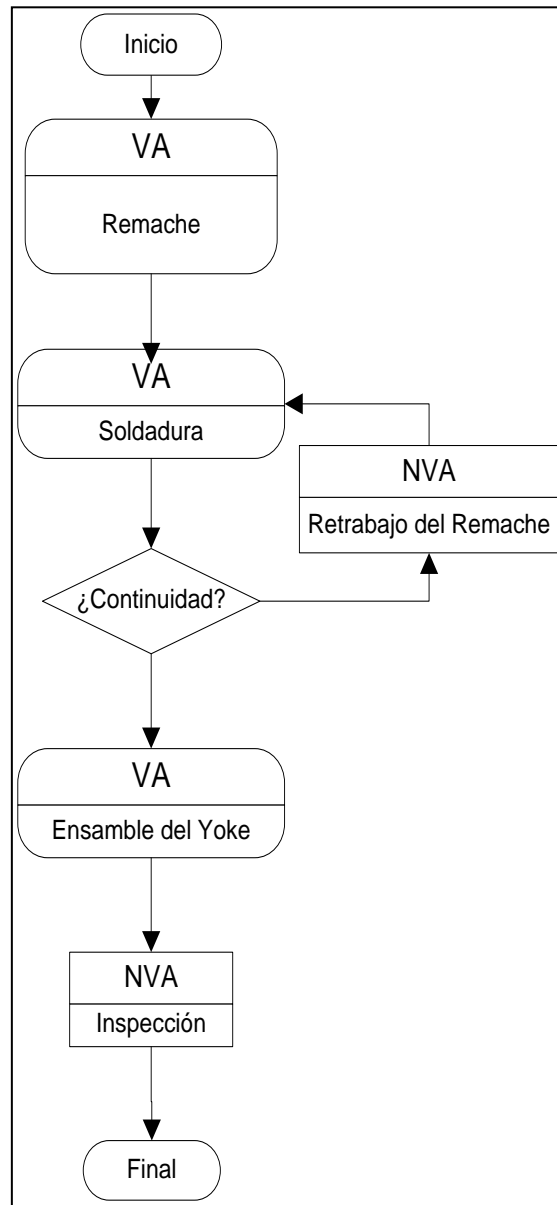 Inicio
VA
Remache
VA
Soldadura
NVA
Retrabajo del Remache
¿Continuidad?
VA
Ensamble del Yoke
NVA
Inspección
Final